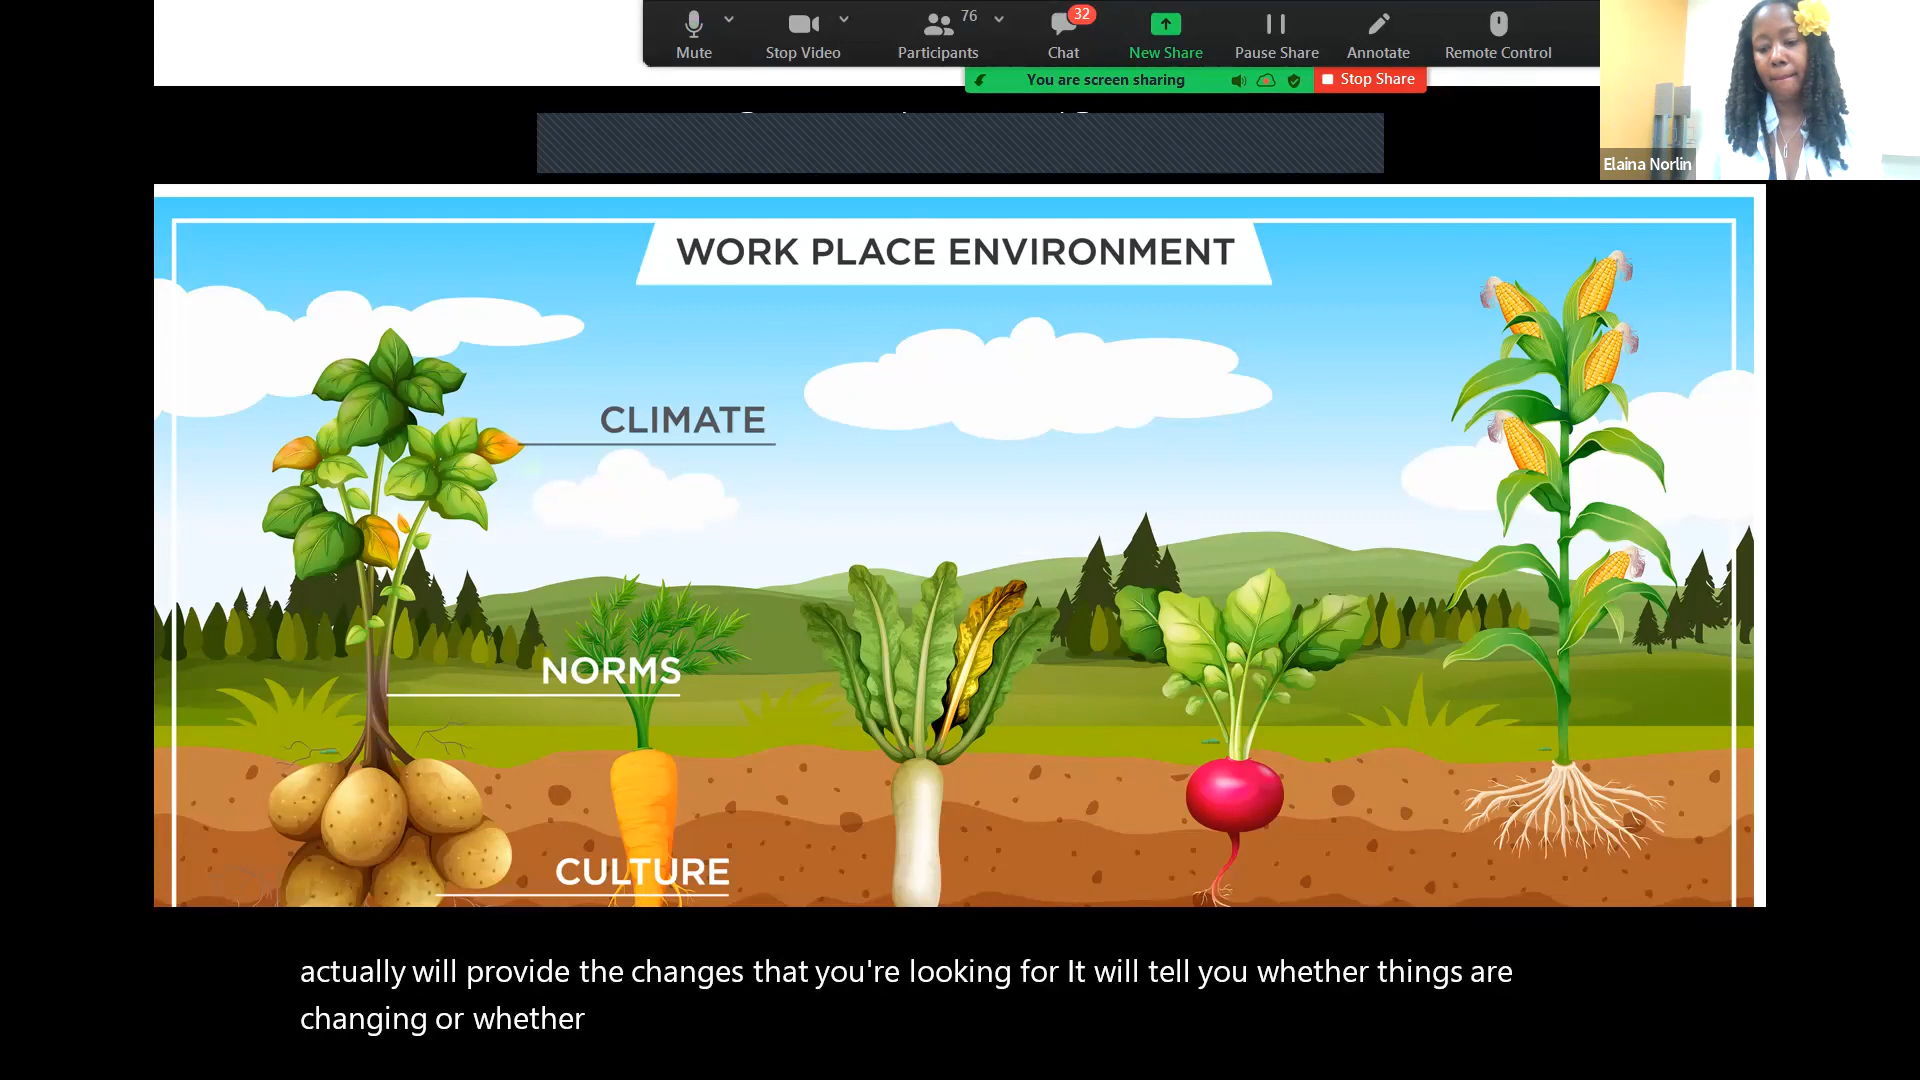 76
32
Mute
Stop Video
Participants
Chat
New Share
Pause Share
Annotate
Remote Control
You are screen sharing
Stop Share
Elaina Norlin
WORK PLACE ENVIRONMENT
CLIMATE
NORMS
CULTURE
actually will provide the changes that you're looking for It will tell you whether things are
changing or whether